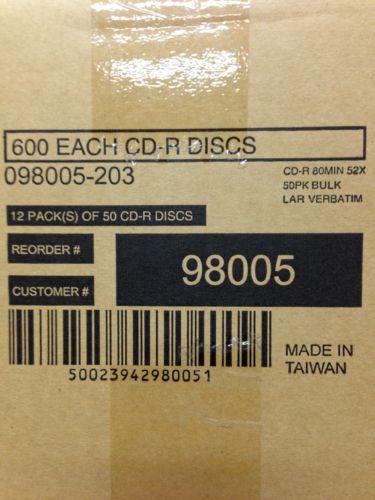 600 EACH CD-R DISCS
098005-203
CD-R 80MIN 52X
50PK BULK
LAR VERBATIM
12 PACK(S) OF 50 CD-R DISCS
REORDER #
CUSTOMER #
98005
50023942980051
MADE IN
TAIWAN